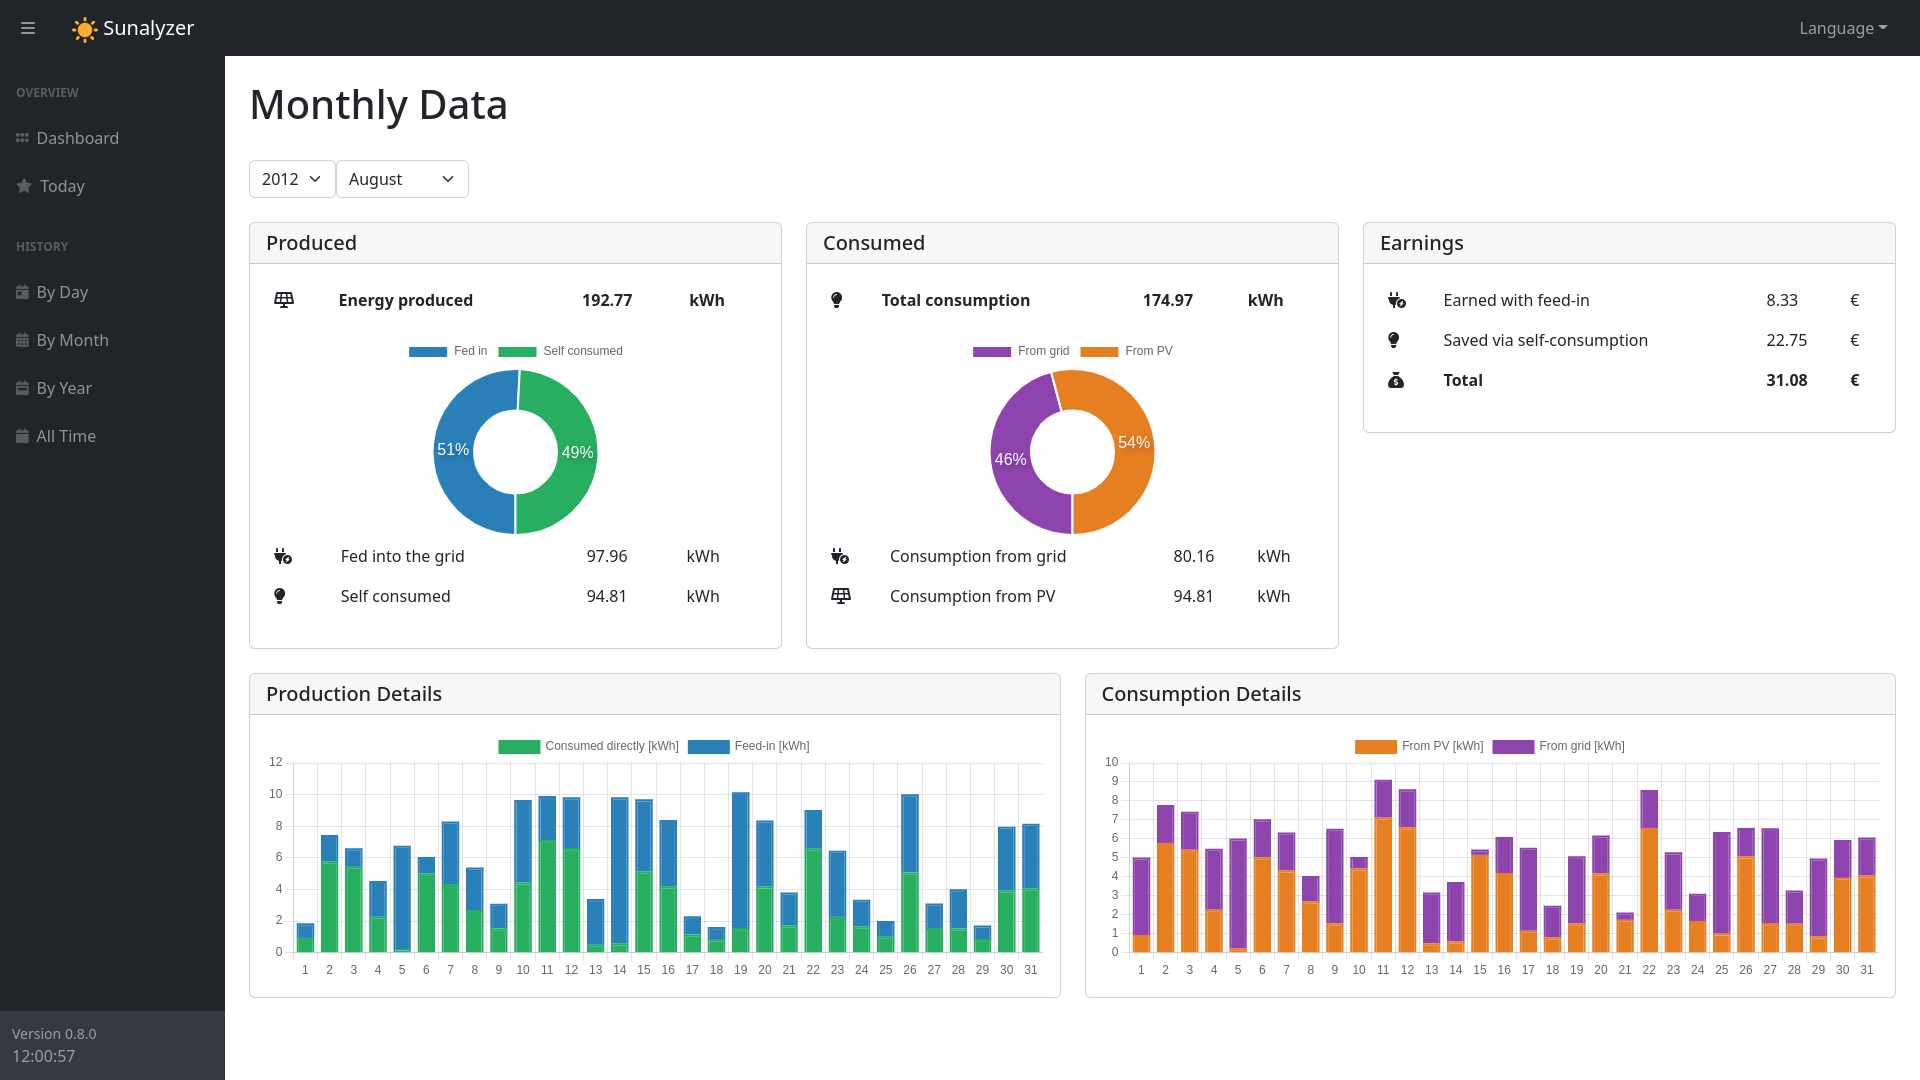 Sunalyzer
Language
OVERVIEW
Dashboard
Today
HISTORY
By Day
By Month
By Year
All Time
Version 0.8.0
12:00:57
Monthly Data
2012 August
Produced
Energy produced 192.77 kWh
Fed in Self consumed
51% 49%
Fed into the grid 97.96 kWh
Self consumed 94.81 kWh
Consumed
Total consumption 174.97 kWh
From grid From PV
54%
46%
Consumption from grid 80.16 kWh
Consumption from PV 94.81 kWh
Earnings
Earned with feed-in 8.33 €
Saved via self-consumption 22.75 €
Total 31.08 €
Production Details
Consumed directly [kWh] Feed-in [kWh]
12
10
8
6
4
2
0
1 2 3 4 5 6 7 8 9 10 11 12 13 14 15 16 17 18 19 20 21 22 23 24 25 26 27 28 29 30 31
Consumption Details
From PV [kWh] From grid [kWh]
10
9
8
7
6
5
4
3
2
1
0
1 2 3 4 5 6 7 8 9 10 11 12 13 14 15 16 17 18 19 20 21 22 23 24 25 26 27 28 29 30 31